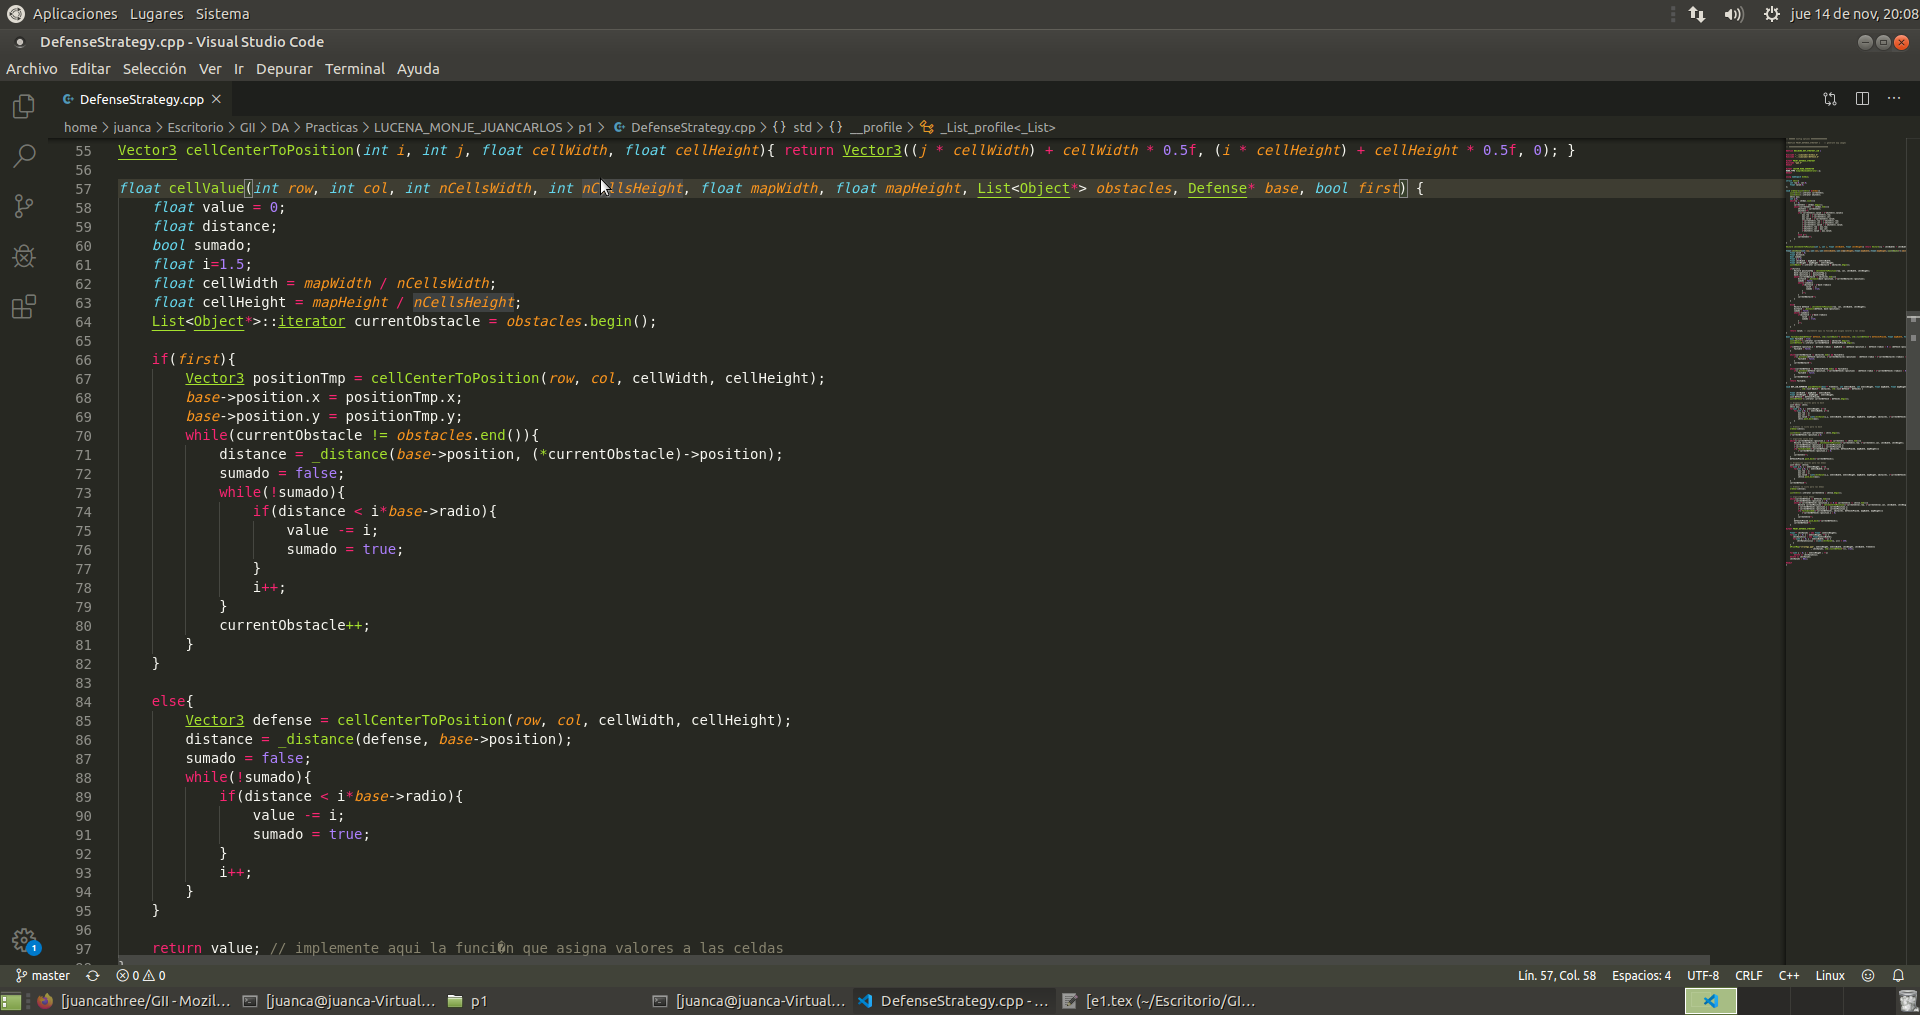 Aplicaciones Lugares Sistema jue 14 de nov, 20:08
DefenseStrategy.cpp - Visual Studio Code
Archivo Editar Selección Ver Ir Depurar Terminal Ayuda
DefenseStrategy.cpp
home > juanca > Escritorio > GII > DA > Practicas > LUCENA_MONJE_JUANCARLOS > p1 > DefenseStrategy.cpp > {} std > {} __profile > _List_profile<_List>
55 Vector3 cellCenterToPosition(int i, int j, float cellWidth, float cellHeight){ return Vector3((j * cellWidth) + cellWidth * 0.5f, (i * cellHeight) + cellHeight * 0.5f, 0); }
56
57 float cellValue(int row, int col, int nCellsWidth, int nCellsHeight, float mapWidth, float mapHeight, List<Object*> obstacles, Defense* base, bool first) {
58 float value = 0;
59 float distance;
60 bool sumado;
61 float i=1.5;
62 float cellWidth = mapWidth / nCellsWidth;
63 float cellHeight = mapHeight / nCellsHeight;
64 List<Object*>::iterator currentObstacle = obstacles.begin();
65
66 if(first){
67 Vector3 positionTmp = cellCenterToPosition(row, col, cellWidth, cellHeight);
68 base->position.x = positionTmp.x;
69 base->position.y = positionTmp.y;
70 while(currentObstacle != obstacles.end()){
71 distance = _distance(base->position, (*currentObstacle)->position);
72 sumado = false;
73 while(!sumado){
74 if(distance < i*base->radio){
75 value -= i;
76 sumado = true;
77 }
78 i++;
79 }
80 currentObstacle++;
81 }
82 }
83
84 else{
85 Vector3 defense = cellCenterToPosition(row, col, cellWidth, cellHeight);
86 distance = _distance(defense, base->position);
87 sumado = false;
88 while(!sumado){
89 if(distance < i*base->radio){
90 value -= i;
91 sumado = true;
92 }
93 i++;
94 }
95 }
96
97 return value; // implemente aqui la funci�n que asigna valores a las celdas
master 0 0 Lín. 57, Col. 58 Espacios: 4 UTF-8 CRLF C++ Linux
1
[juancathree/GII - Mozil... [juanca@juanca-Virtual... p1 [juanca@juanca-Virtual... DefenseStrategy.cpp - ... [e1.tex (~/Escritorio/GI...